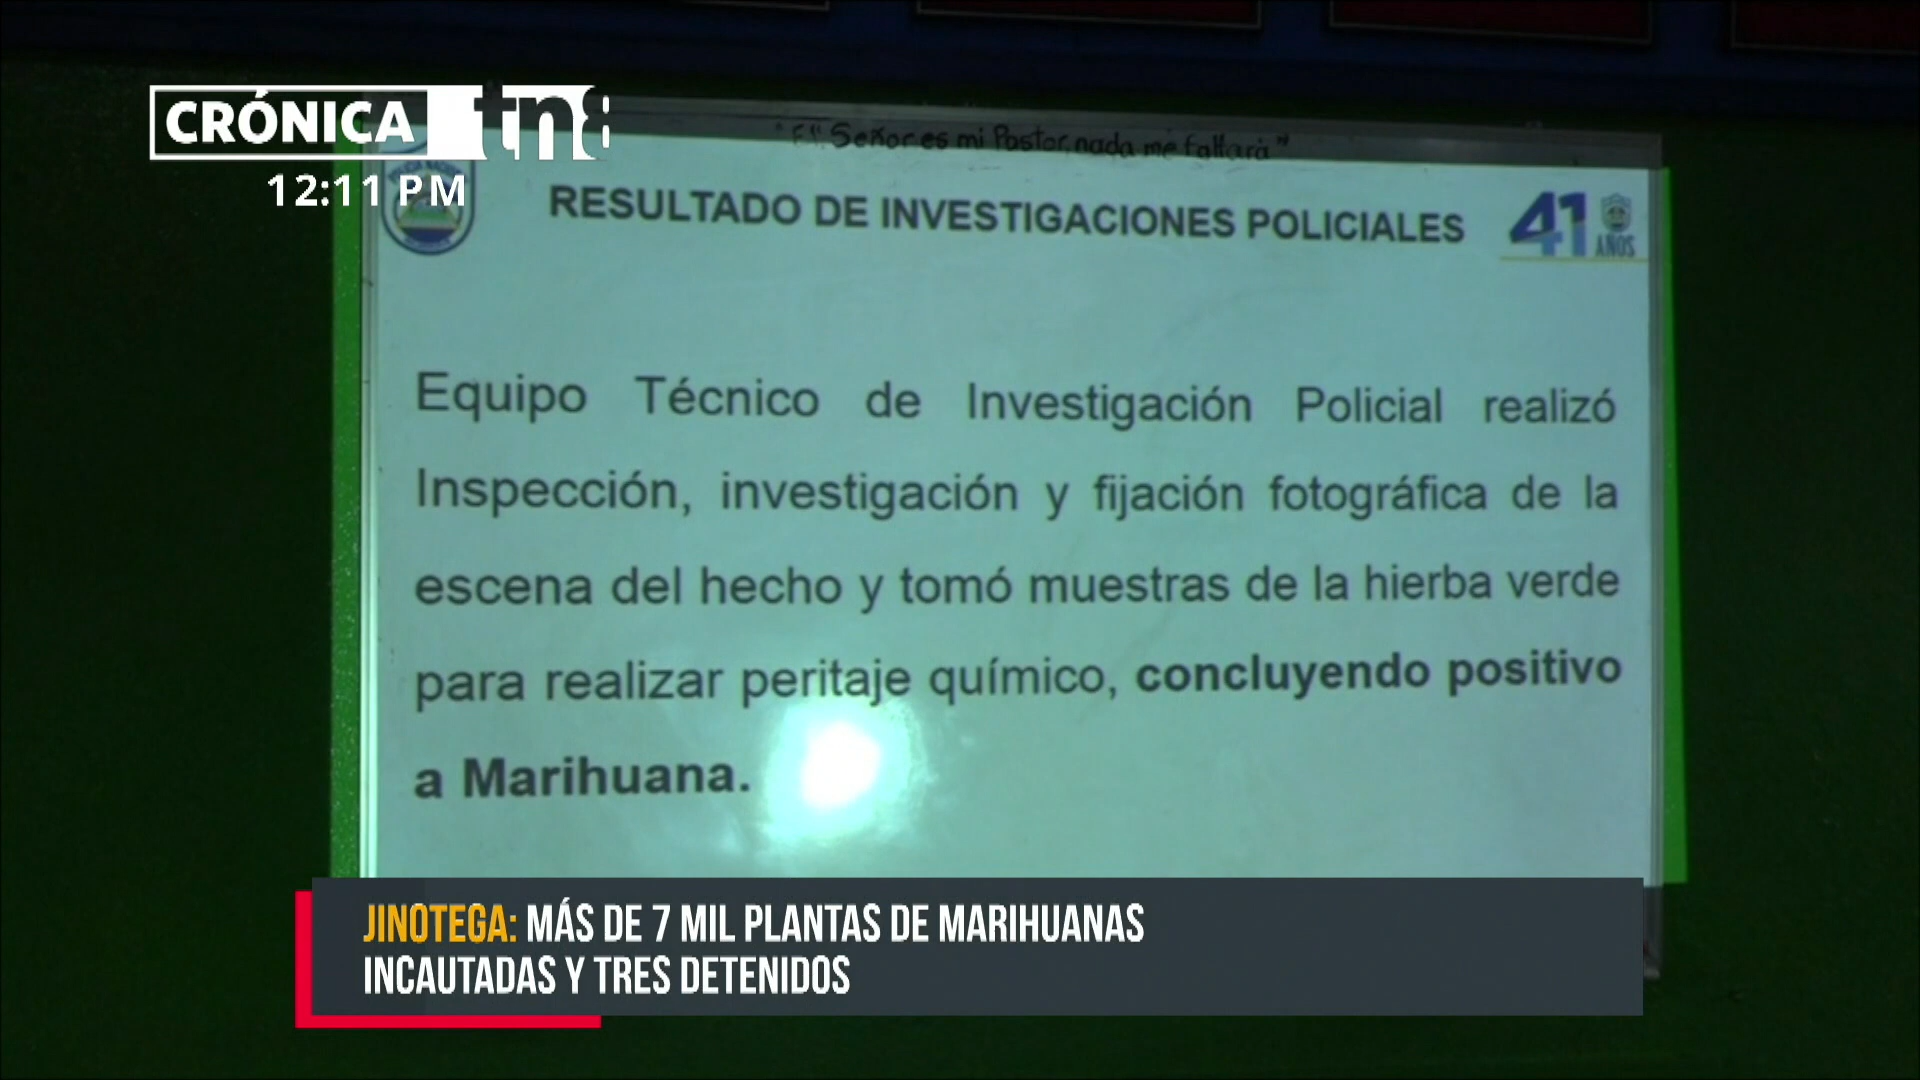 CRÓNICA tn8
12:11 PM
"El Señor es mi Pastor, nada me faltará"
RESULTADO DE INVESTIGACIONES POLICIALES
41 AÑOS
Equipo Técnico de Investigación Policial realizó
Inspección, investigación y fijación fotográfica de la
escena del hecho y tomó muestras de la hierba verde
para realizar peritaje químico, concluyendo positivo
a Marihuana.
JINOTEGA: MÁS DE 7 MIL PLANTAS DE MARIHUANAS
INCAUTADAS Y TRES DETENIDOS